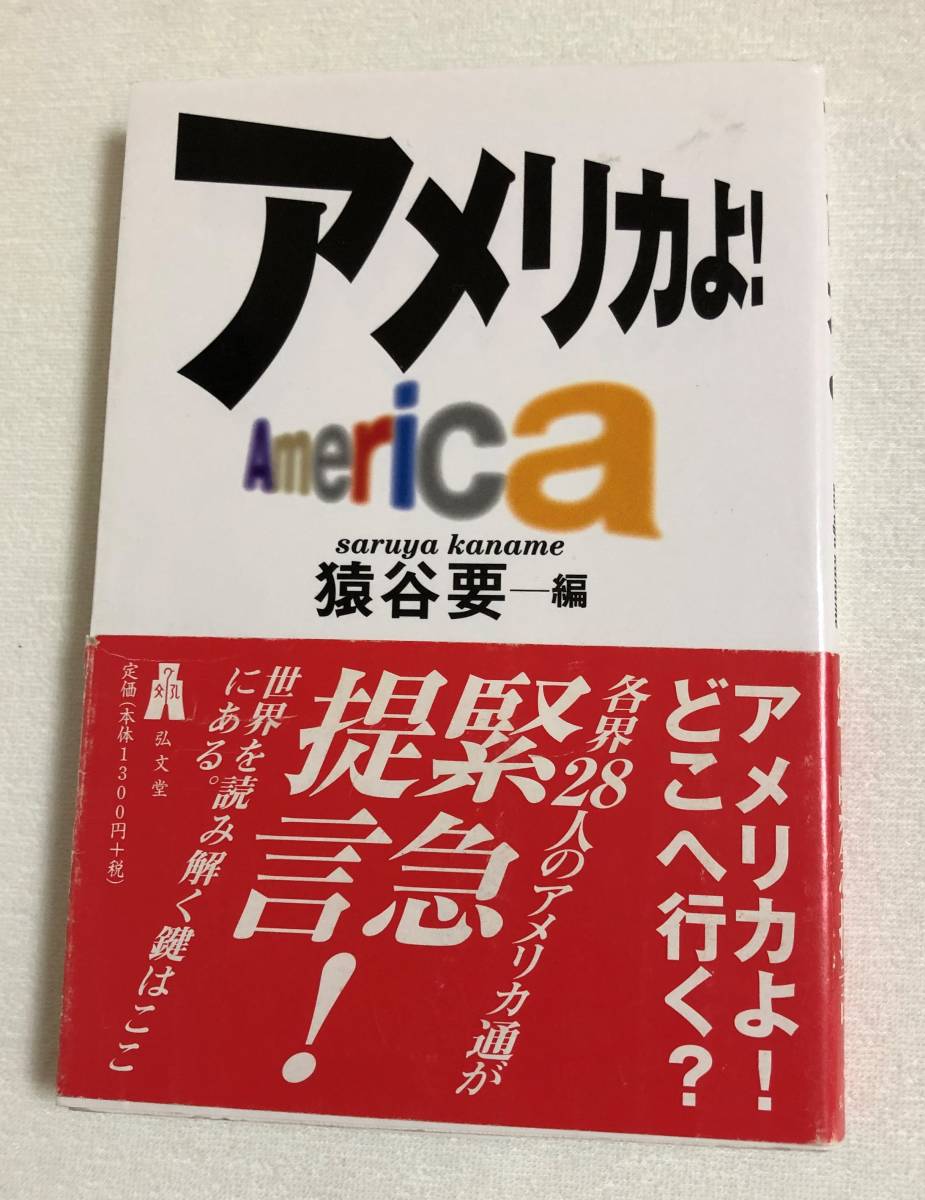 アメリカよ!
America
saruya kaname
猿谷要—編
アメリカよ!
どこへ行く?
各界28人のアメリカ通が
緊急
提言!
世界を読み解く鍵はここ
にある。
弘文堂
定価(本体1300円+税)